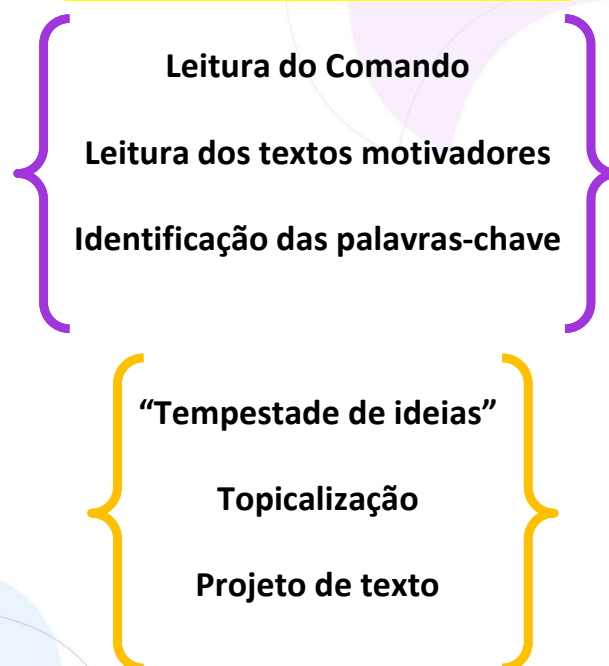 Leitura do Comando
Leitura dos textos motivadores
Identificação das palavras-chave
“Tempestade de ideias”
Topicalização
Projeto de texto